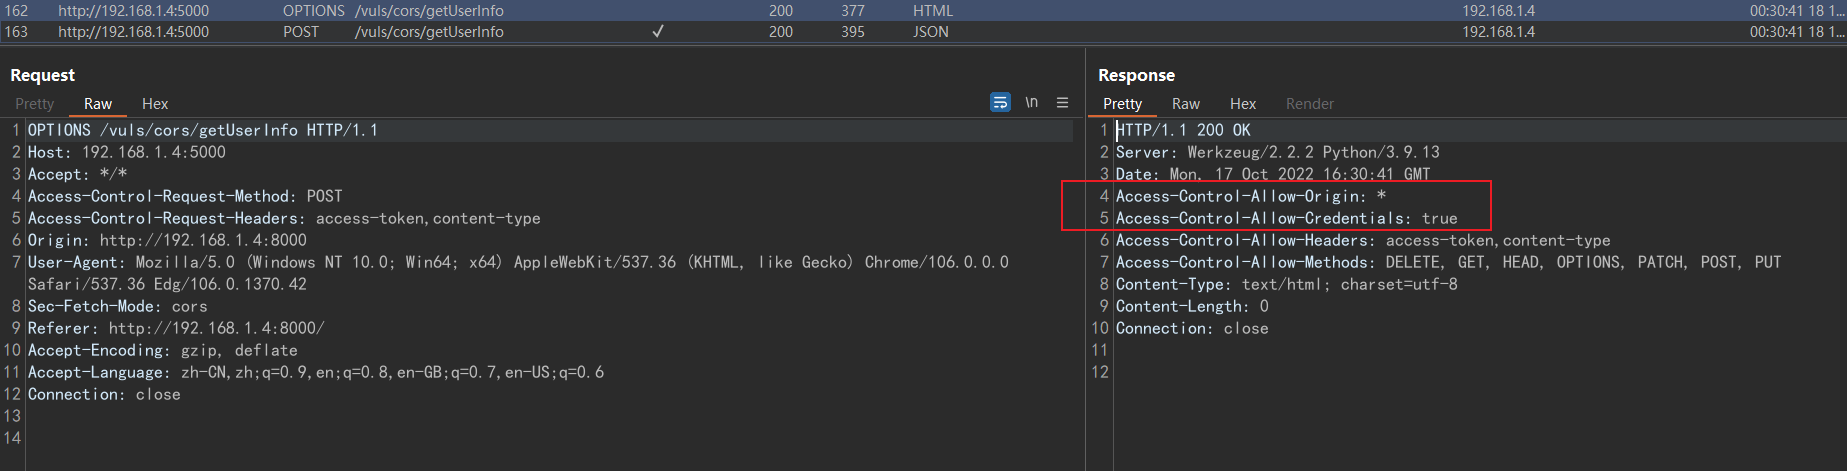 162 http://192.168.1.4:5000 OPTIONS /vuls/cors/getUserInfo 200 377 HTML 192.168.1.4 00:30:41 18 1...
163 http://192.168.1.4:5000 POST /vuls/cors/getUserInfo ✓ 200 395 JSON 192.168.1.4 00:30:41 18 1...
Request
Pretty Raw Hex \n
1 OPTIONS /vuls/cors/getUserInfo HTTP/1.1
2 Host: 192.168.1.4:5000
3 Accept: */*
4 Access-Control-Request-Method: POST
5 Access-Control-Request-Headers: access-token,content-type
6 Origin: http://192.168.1.4:8000
7 User-Agent: Mozilla/5.0 (Windows NT 10.0; Win64; x64) AppleWebKit/537.36 (KHTML, like Gecko) Chrome/106.0.0.0
Safari/537.36 Edg/106.0.1370.42
8 Sec-Fetch-Mode: cors
9 Referer: http://192.168.1.4:8000/
10 Accept-Encoding: gzip, deflate
11 Accept-Language: zh-CN,zh;q=0.9,en;q=0.8,en-GB;q=0.7,en-US;q=0.6
12 Connection: close
13
14
Response
Pretty Raw Hex Render
1 HTTP/1.1 200 OK
2 Server: Werkzeug/2.2.2 Python/3.9.13
3 Date: Mon, 17 Oct 2022 16:30:41 GMT
4 Access-Control-Allow-Origin: *
5 Access-Control-Allow-Credentials: true
6 Access-Control-Allow-Headers: access-token,content-type
7 Access-Control-Allow-Methods: DELETE, GET, HEAD, OPTIONS, PATCH, POST, PUT
8 Content-Type: text/html; charset=utf-8
9 Content-Length: 0
10 Connection: close
11
12